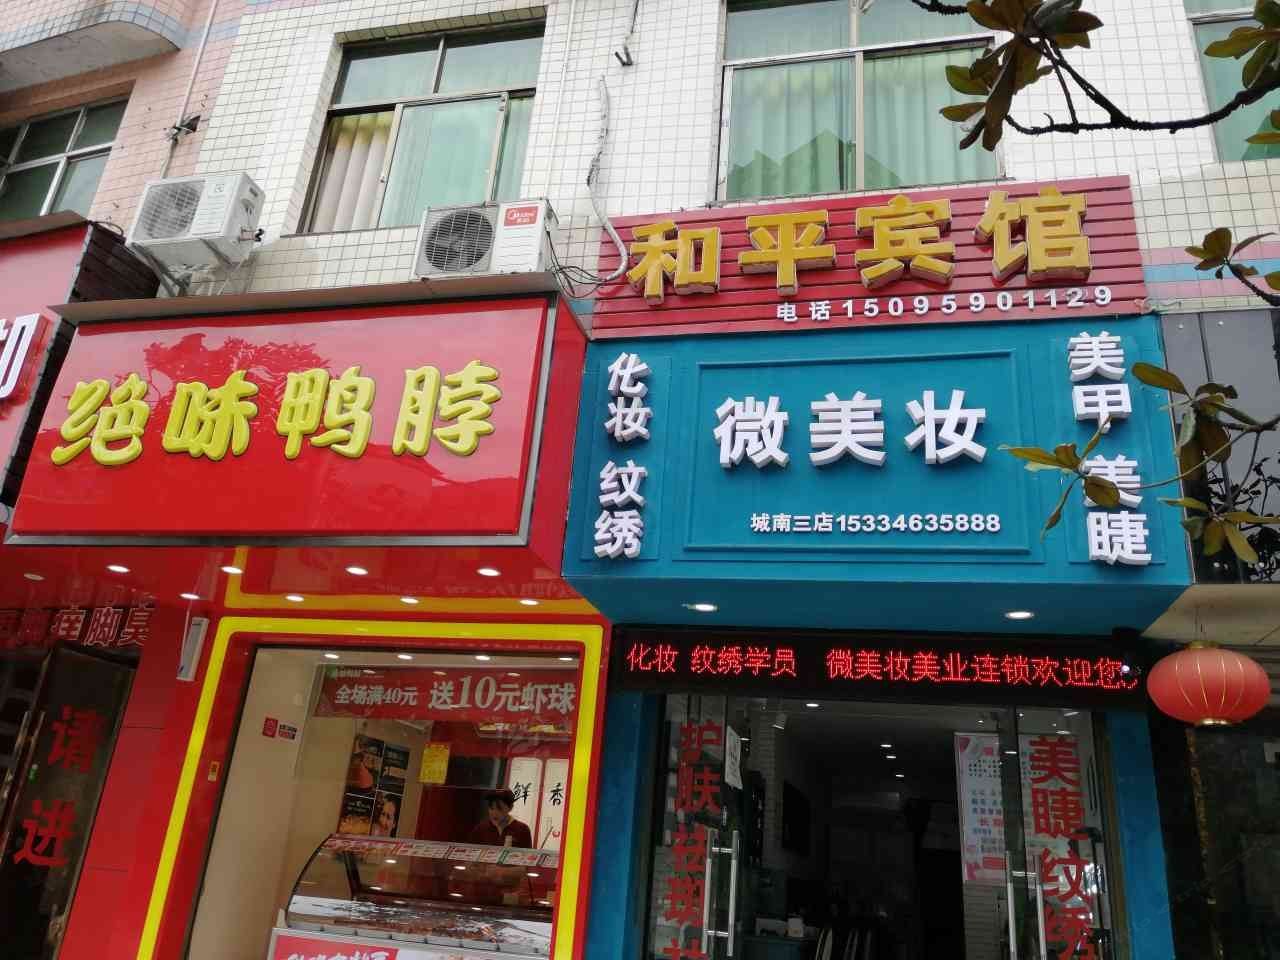 和平宾馆
电话15095901129
绝味鸭脖
化妆 纹绣
微美妆
城南三店15334635888
美甲 美睫
化妆 纹绣学员 微美妆美业连锁欢迎您
全场满40元 送10元虾球
鲜 香
请进
护肤祛斑
美睫纹绣
Midea